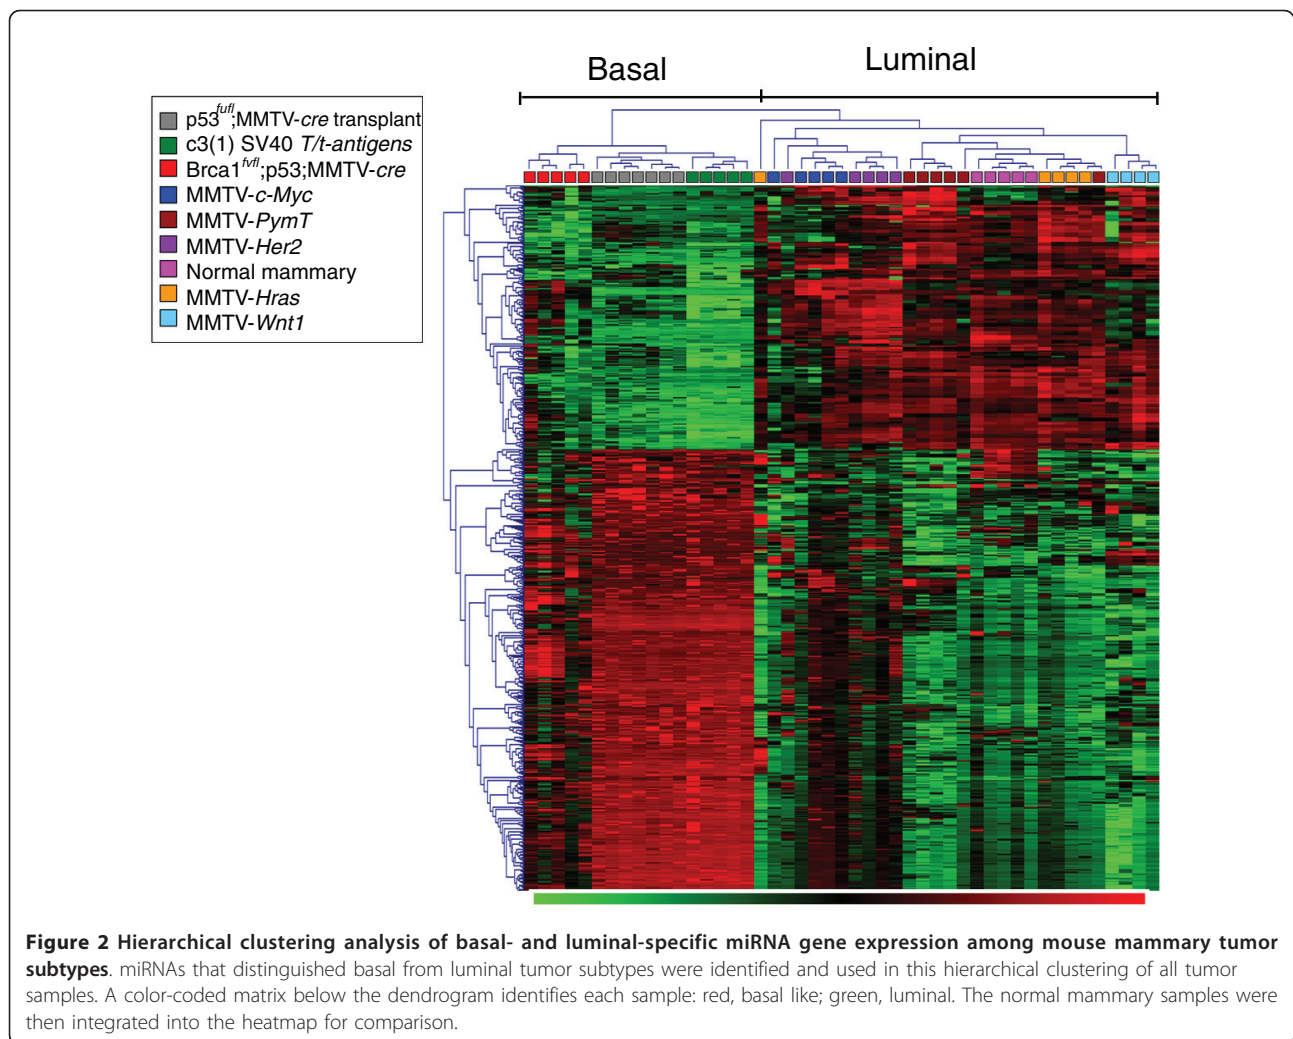 Basal
Luminal
p53fufl;MMTV-cre transplant
c3(1) SV40 T/t-antigens
Brca1fvfl;p53;MMTV-cre
MMTV-c-Myc
MMTV-PymT
MMTV-Her2
Normal mammary
MMTV-Hras
MMTV-Wnt1
Figure 2 Hierarchical clustering analysis of basal- and luminal-specific miRNA gene expression among mouse mammary tumor
subtypes. miRNAs that distinguished basal from luminal tumor subtypes were identified and used in this hierarchical clustering of all tumor
samples. A color-coded matrix below the dendrogram identifies each sample: red, basal like; green, luminal. The normal mammary samples were
then integrated into the heatmap for comparison.